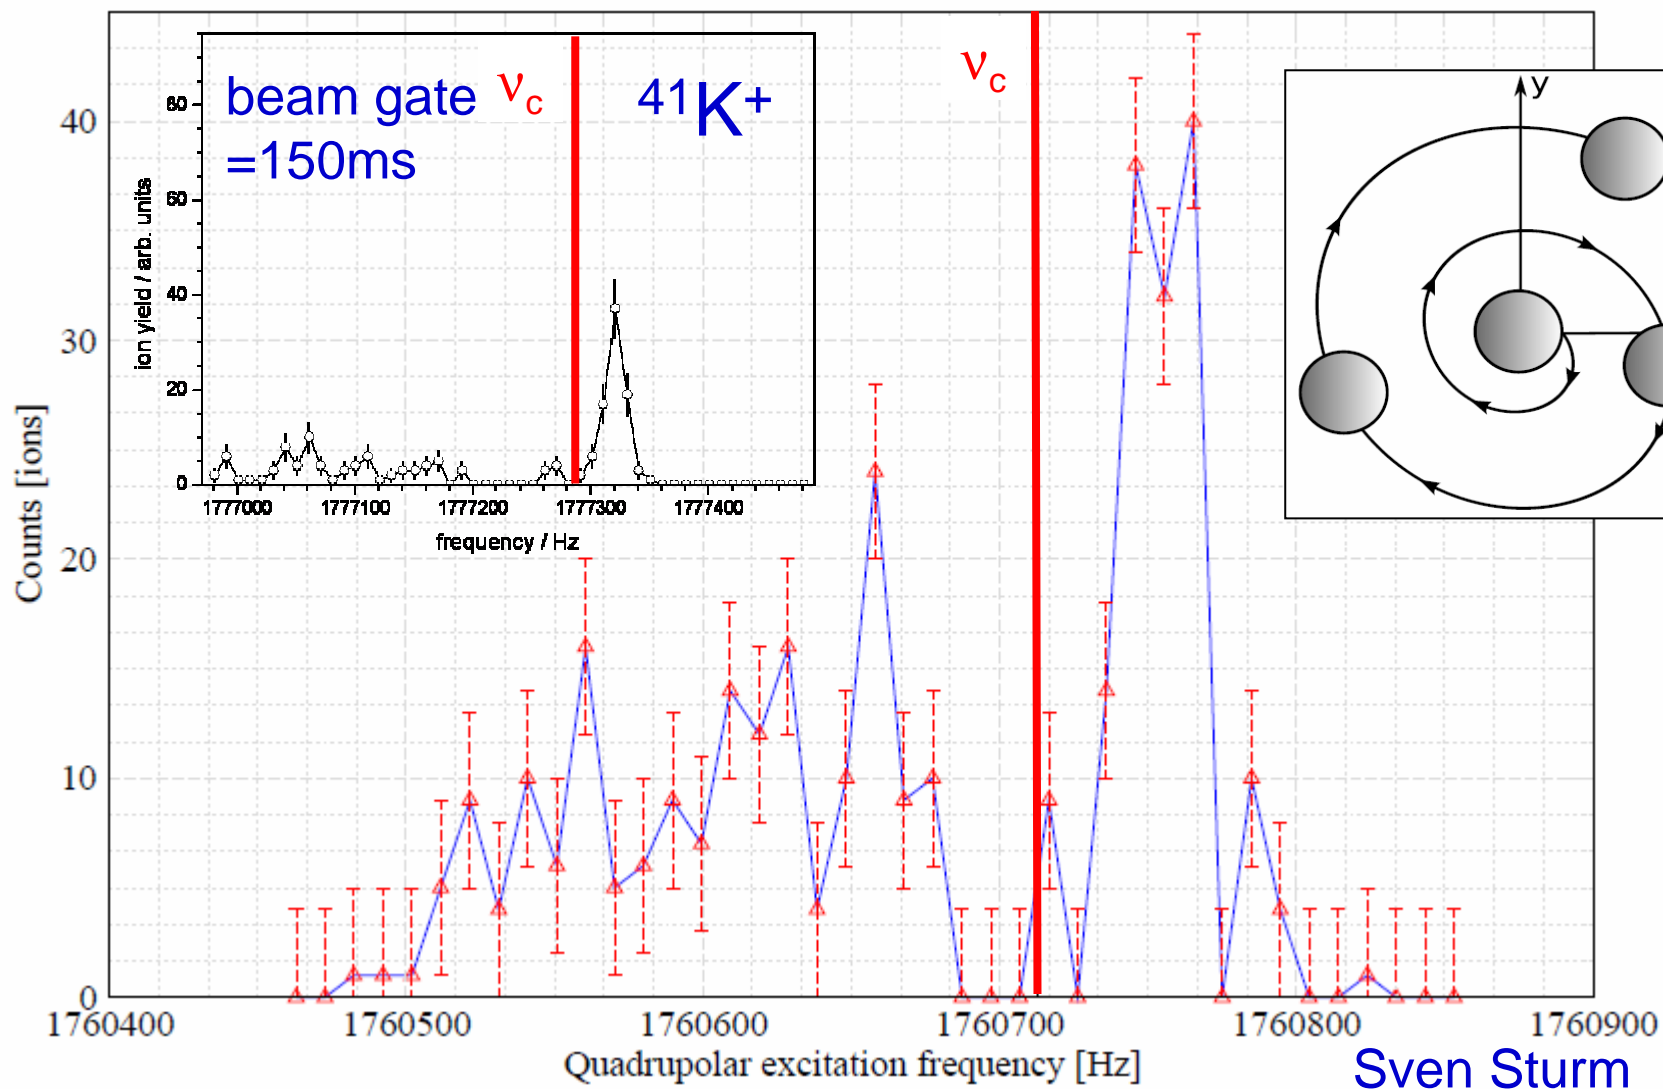 beam gate
=150ms
νc
41K+
νc
y
ion yield / arb. units
80
60
40
20
0
1777000 1777100 1777200 1777300 1777400
frequency / Hz
Counts [ions]
40
30
20
10
0
1760400 1760500 1760600 1760700 1760800 1760900
Quadrupolar excitation frequency [Hz]
Sven Sturm